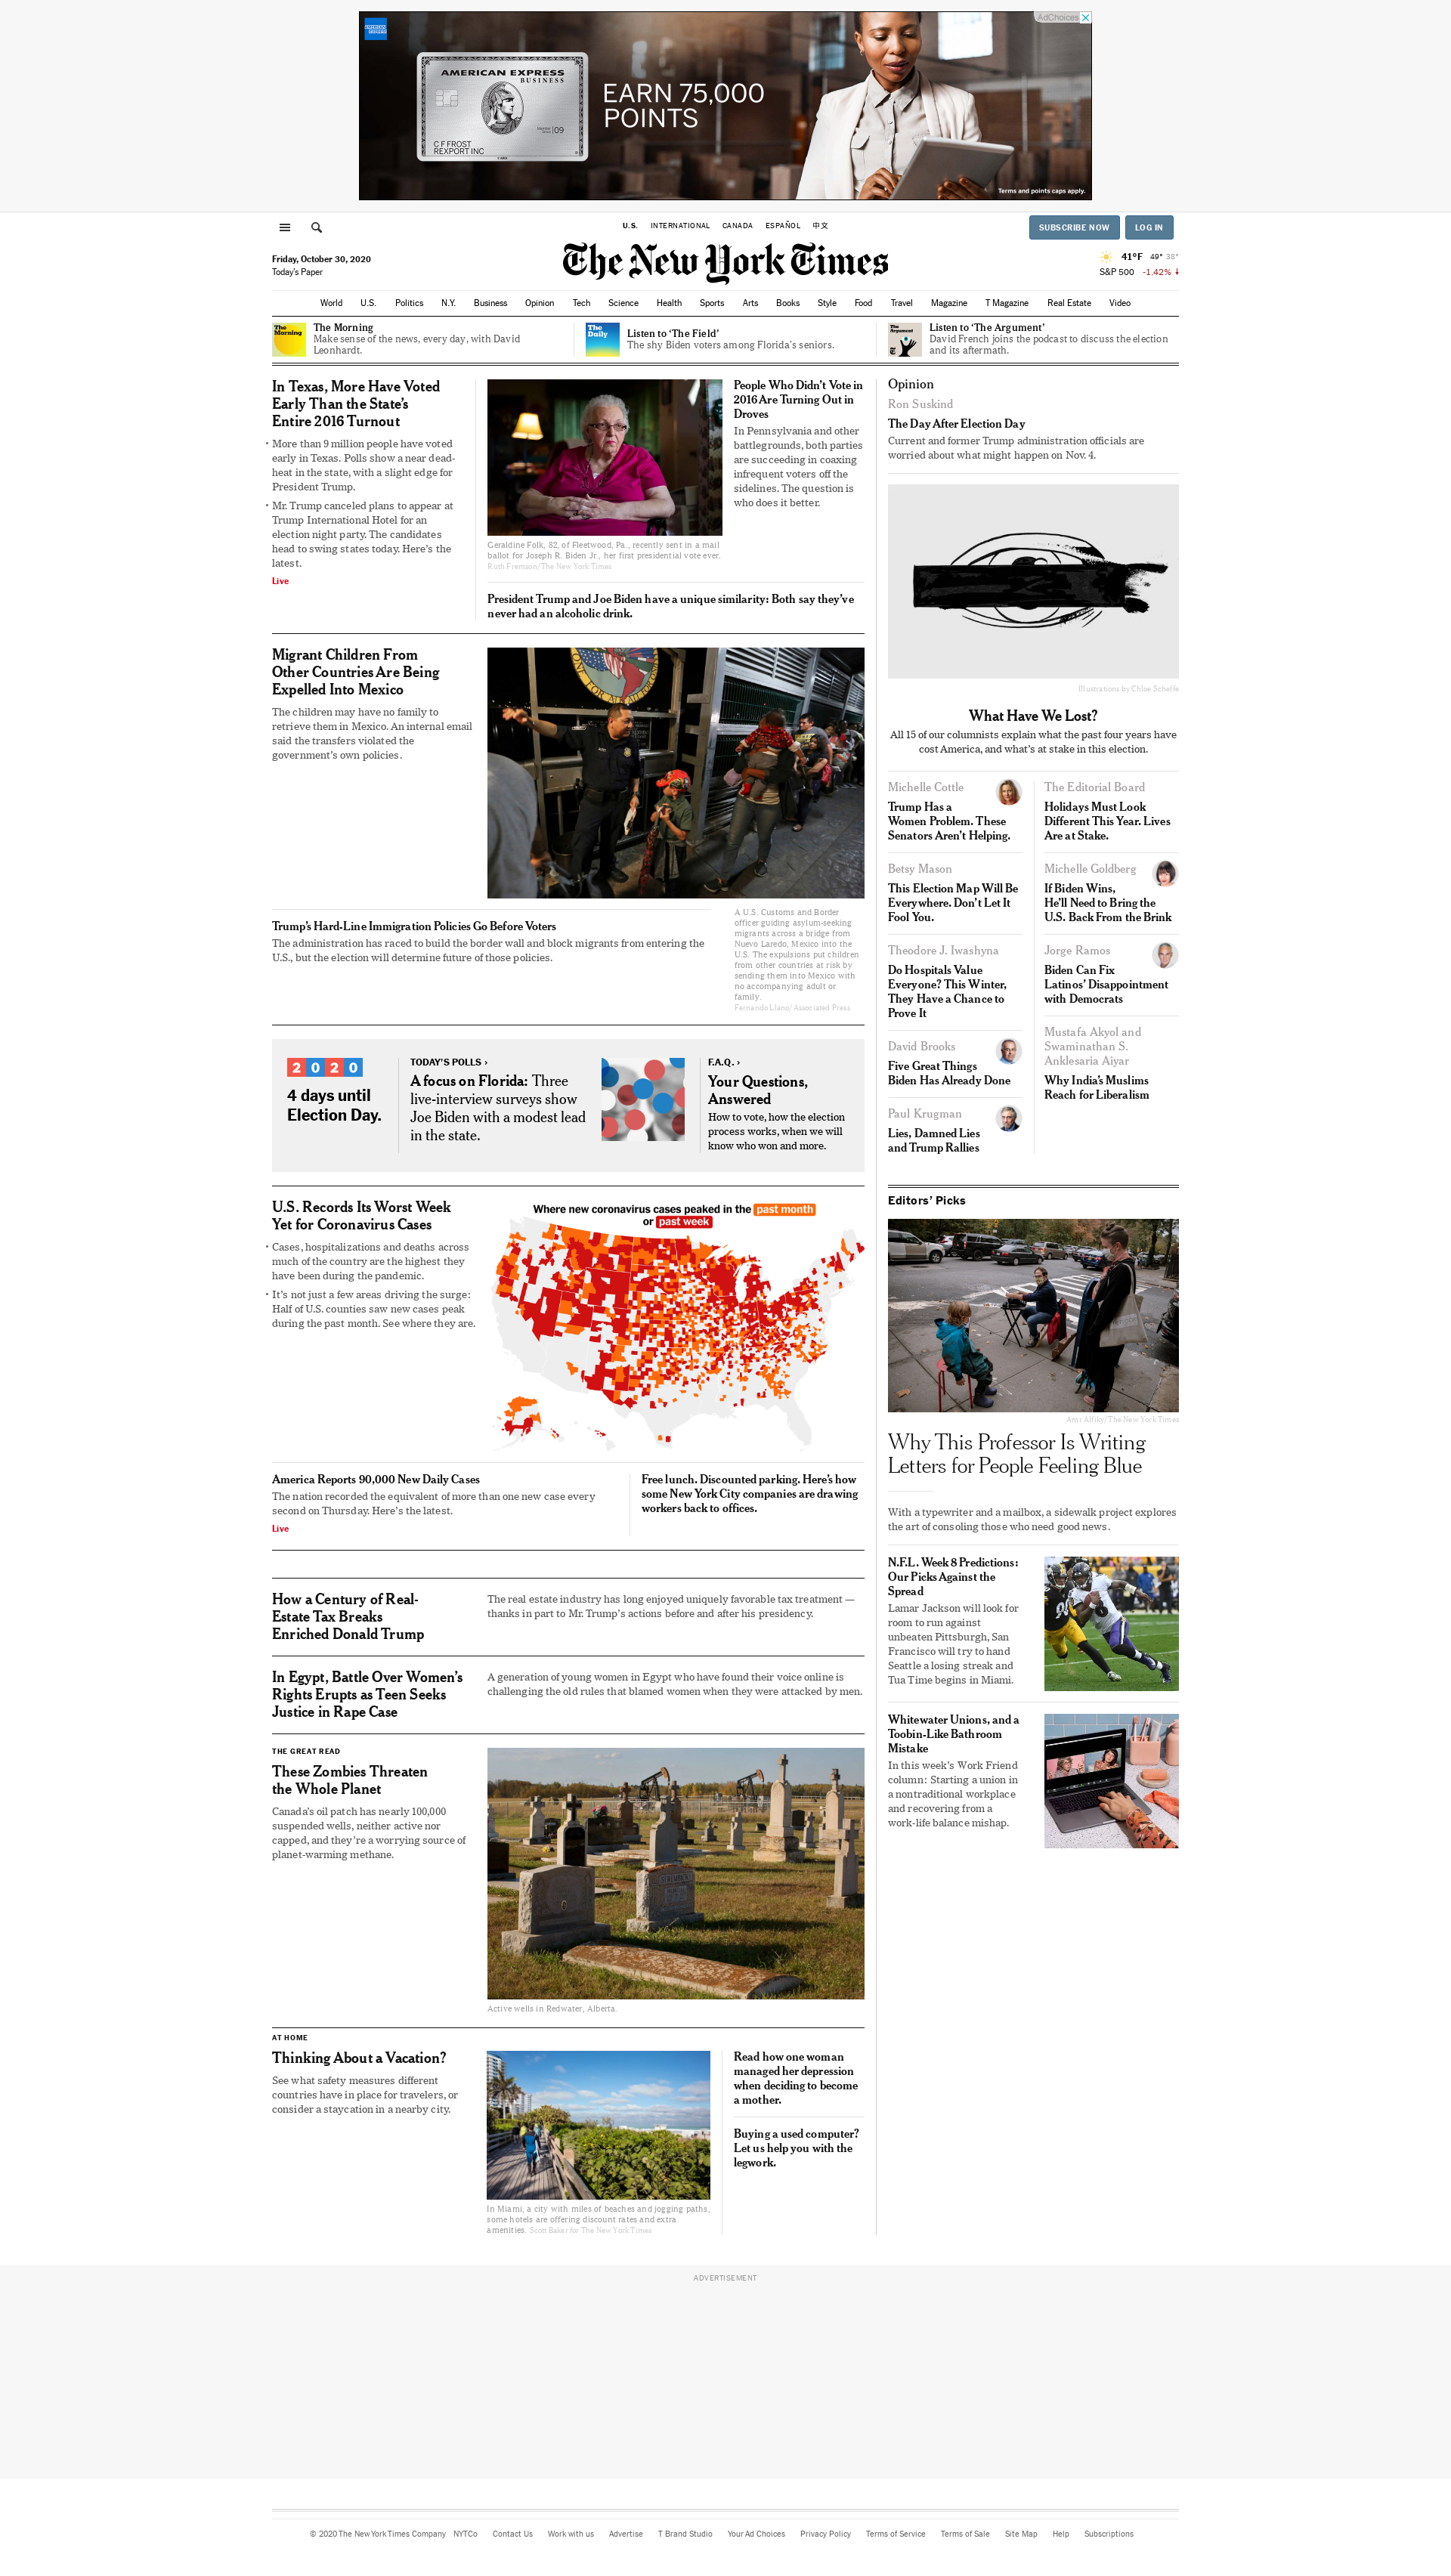 AdChoices
AMERICAN EXPRESS
BUSINESS
C F FROST
REXPORT INC
09
EARN 75,000
POINTS
Terms and points caps apply.
U.S.
INTERNATIONAL
CANADA
ESPAÑOL
中文
SUBSCRIBE NOW
LOG IN
Friday, October 30, 2020
Today's Paper
The New York Times
41°F 49° 38°
S&P 500 -1.42%
World U.S. Politics N.Y. Business Opinion Tech Science Health Sports Arts Books Style Food Travel Magazine T Magazine Real Estate Video
The Morning
The Morning
Make sense of the news, every day, with David
Leonhardt.
The Daily
Listen to ‘The Field’
The shy Biden voters among Florida’s seniors.
The Argument
Listen to ‘The Argument’
David French joins the podcast to discuss the election
and its aftermath.
In Texas, More Have Voted
Early Than the State’s
Entire 2016 Turnout
• More than 9 million people have voted
early in Texas. Polls show a near dead-
heat in the state, with a slight edge for
President Trump.
• Mr. Trump canceled plans to appear at
Trump International Hotel for an
election night party. The candidates
head to swing states today. Here’s the
latest.
Live
Geraldine Folk, 82, of Fleetwood, Pa., recently sent in a mail
ballot for Joseph R. Biden Jr., her first presidential vote ever.
Ruth Fremson/The New York Times
People Who Didn’t Vote in
2016 Are Turning Out in
Droves
In Pennsylvania and other
battlegrounds, both parties
are succeeding in coaxing
infrequent voters off the
sidelines. The question is
who does it better.
President Trump and Joe Biden have a unique similarity: Both say they’ve
never had an alcoholic drink.
Migrant Children From
Other Countries Are Being
Expelled Into Mexico
The children may have no family to
retrieve them in Mexico. An internal email
said the transfers violated the
government’s own policies.
Trump’s Hard-Line Immigration Policies Go Before Voters
The administration has raced to build the border wall and block migrants from entering the
U.S., but the election will determine future of those policies.
A U.S. Customs and Border
officer guiding asylum-seeking
migrants across a bridge from
Nuevo Laredo, Mexico into the
U.S. The expulsions put children
from other countries at risk by
sending them into Mexico with
no accompanying adult or
family.
Fernando Llano/Associated Press
2020
4 days until
Election Day.
TODAY’S POLLS ›
A focus on Florida: Three
live-interview surveys show
Joe Biden with a modest lead
in the state.
F.A.Q. ›
Your Questions,
Answered
How to vote, how the election
process works, when we will
know who won and more.
U.S. Records Its Worst Week
Yet for Coronavirus Cases
• Cases, hospitalizations and deaths across
much of the country are the highest they
have been during the pandemic.
• It’s not just a few areas driving the surge:
Half of U.S. counties saw new cases peak
during the past month. See where they are.
Where new coronavirus cases peaked in the past month
or past week
America Reports 90,000 New Daily Cases
The nation recorded the equivalent of more than one new case every
second on Thursday. Here’s the latest.
Live
Free lunch. Discounted parking. Here’s how
some New York City companies are drawing
workers back to offices.
How a Century of Real-
Estate Tax Breaks
Enriched Donald Trump
The real estate industry has long enjoyed uniquely favorable tax treatment —
thanks in part to Mr. Trump’s actions before and after his presidency.
In Egypt, Battle Over Women’s
Rights Erupts as Teen Seeks
Justice in Rape Case
A generation of young women in Egypt who have found their voice online is
challenging the old rules that blamed women when they were attacked by men.
THE GREAT READ
These Zombies Threaten
the Whole Planet
Canada’s oil patch has nearly 100,000
suspended wells, neither active nor
capped, and they’re a worrying source of
planet-warming methane.
Active wells in Redwater, Alberta.
AT HOME
Thinking About a Vacation?
See what safety measures different
countries have in place for travelers, or
consider a staycation in a nearby city.
In Miami, a city with miles of beaches and jogging paths,
some hotels are offering discount rates and extra
amenities. Scott Baker for The New York Times
Read how one woman
managed her depression
when deciding to become
a mother.
Buying a used computer?
Let us help you with the
legwork.
Opinion
Ron Suskind
The Day After Election Day
Current and former Trump administration officials are
worried about what might happen on Nov. 4.
Illustrations by Chloe Scheffe
What Have We Lost?
All 15 of our columnists explain what the past four years have
cost America, and what’s at stake in this election.
Michelle Cottle
Trump Has a
Women Problem. These
Senators Aren’t Helping.
Betsy Mason
This Election Map Will Be
Everywhere. Don’t Let It
Fool You.
Theodore J. Iwashyna
Do Hospitals Value
Everyone? This Winter,
They Have a Chance to
Prove It
David Brooks
Five Great Things
Biden Has Already Done
Paul Krugman
Lies, Damned Lies
and Trump Rallies
The Editorial Board
Holidays Must Look
Different This Year. Lives
Are at Stake.
Michelle Goldberg
If Biden Wins,
He’ll Need to Bring the
U.S. Back From the Brink
Jorge Ramos
Biden Can Fix
Latinos’ Disappointment
with Democrats
Mustafa Akyol and
Swaminathan S.
Anklesaria Aiyar
Why India’s Muslims
Reach for Liberalism
Editors’ Picks
Amr Alfiky/The New York Times
Why This Professor Is Writing
Letters for People Feeling Blue
With a typewriter and a mailbox, a sidewalk project explores
the art of consoling those who need good news.
N.F.L. Week 8 Predictions:
Our Picks Against the
Spread
Lamar Jackson will look for
room to run against
unbeaten Pittsburgh, San
Francisco will try to hand
Seattle a losing streak and
Tua Time begins in Miami.
Whitewater Unions, and a
Toobin-Like Bathroom
Mistake
In this week’s Work Friend
column: Starting a union in
a nontraditional workplace
and recovering from a
work-life balance mishap.
ADVERTISEMENT
© 2020 The New York Times Company NYTCo Contact Us Work with us Advertise T Brand Studio Your Ad Choices Privacy Policy Terms of Service Terms of Sale Site Map Help Subscriptions